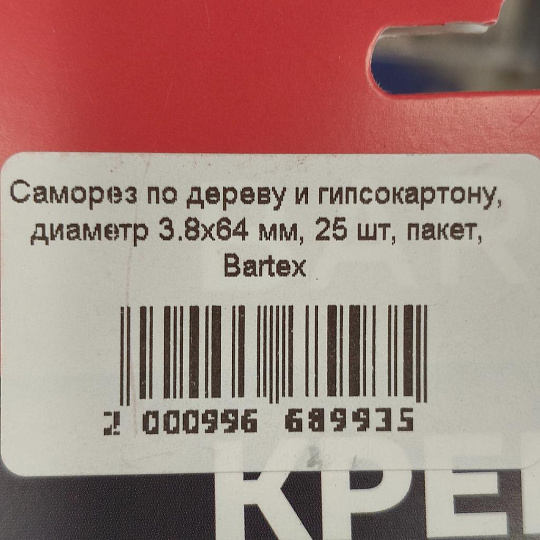 Саморез по дереву и гипсокартону,
диаметр 3.8х64 мм, 25 шт, пакет,
Bartex
2 000996 689935
КРЕ